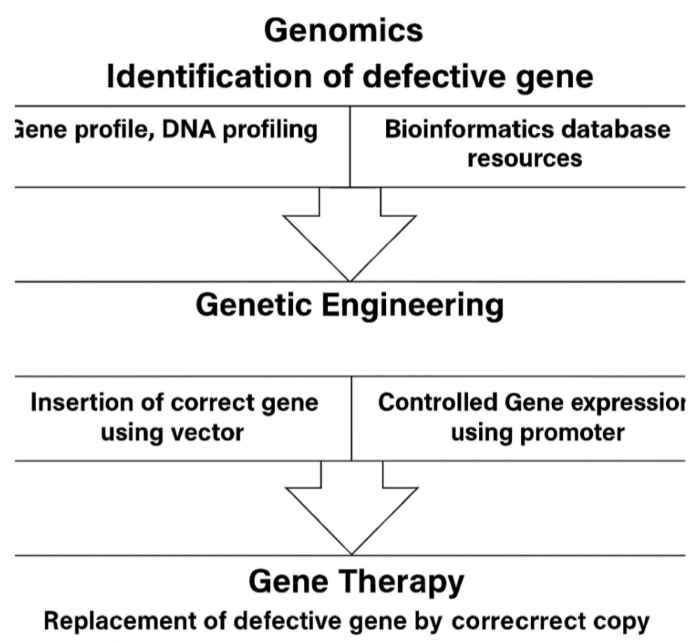 Genomics
Identification of defective gene
Gene profile, DNA profiling
Bioinformatics database
resources
Genetic Engineering
Insertion of correct gene
using vector
Controlled Gene expression
using promoter
Gene Therapy
Replacement of defective gene by correcrrect copy